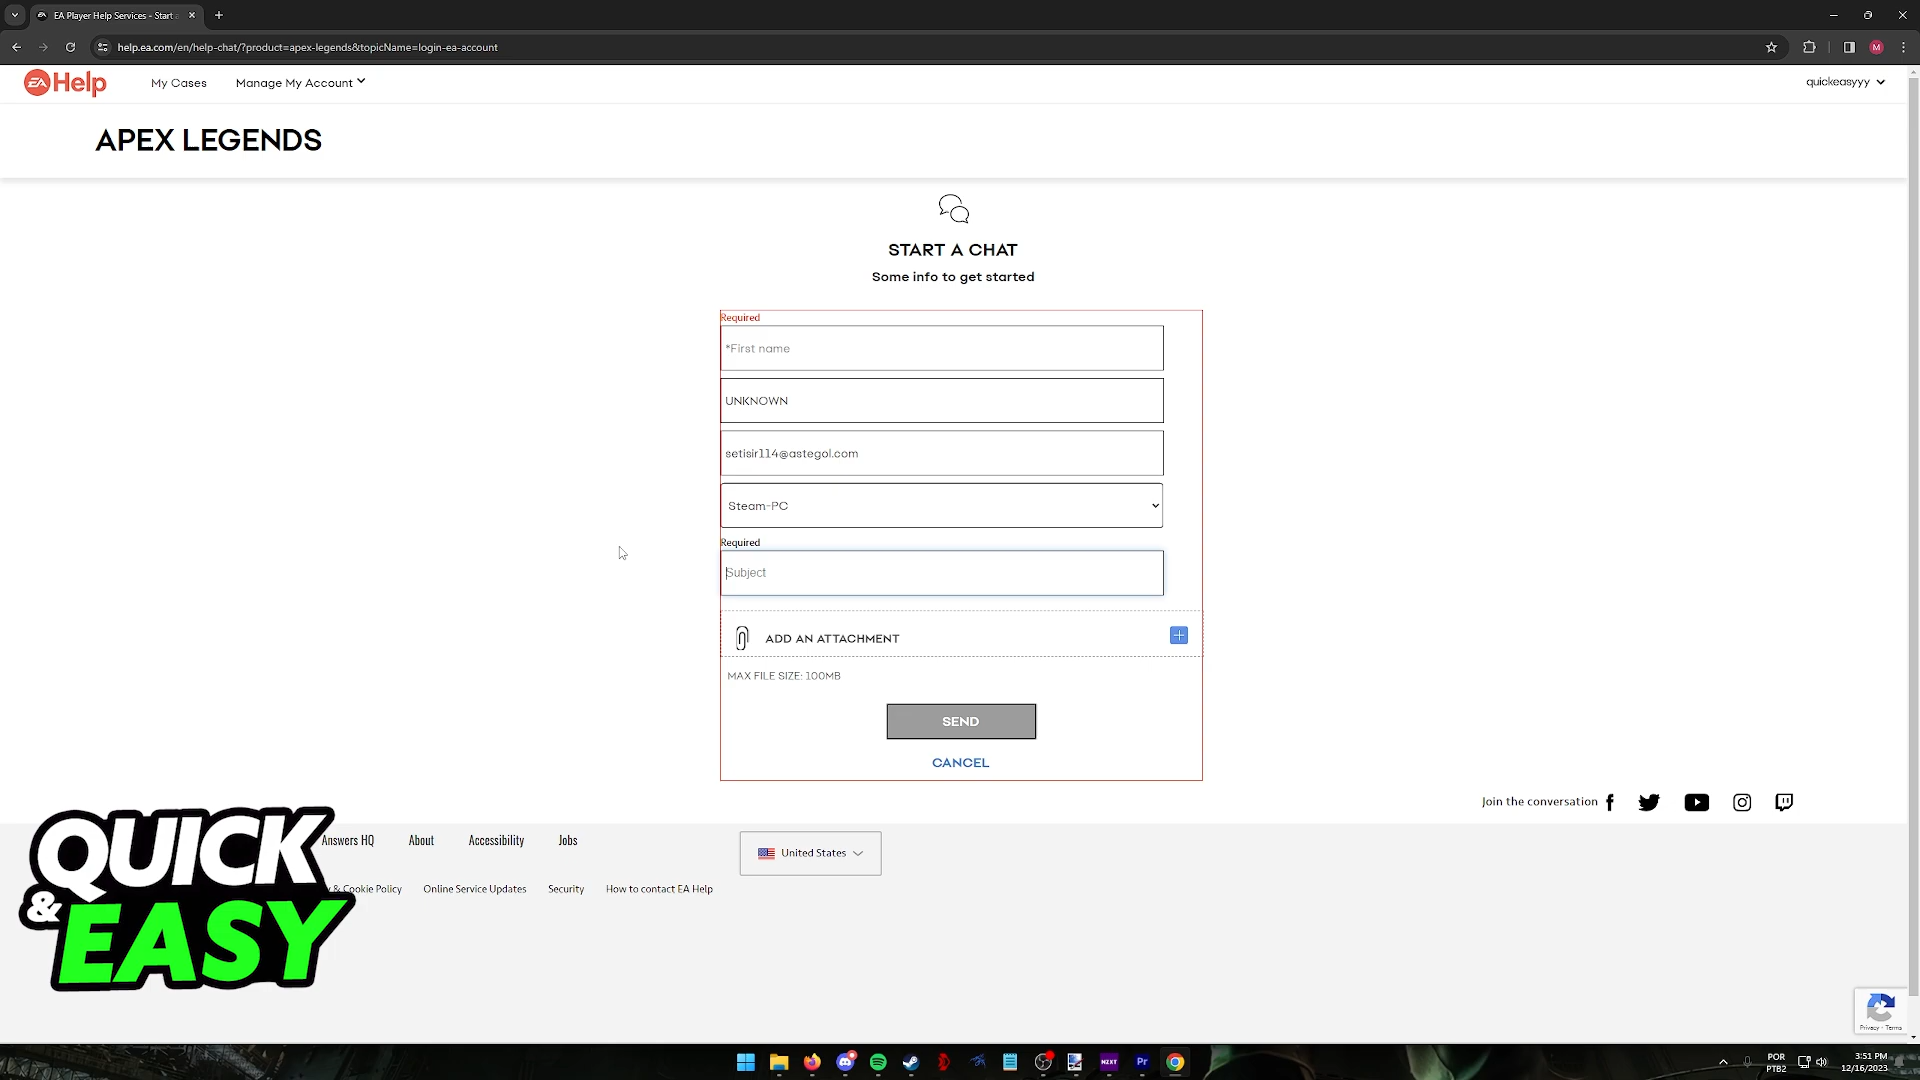 EA Player Help Services - Start a
help.ea.com/en/help-chat/?product=apex-legends&topicName=login-ea-account
M
EA Help
My Cases
Manage My Account
quickeasyyy
APEX LEGENDS
START A CHAT
Some info to get started
Required
*First name
UNKNOWN
setisir114@astegol.com
Steam-PC
Required
Subject
ADD AN ATTACHMENT
MAX FILE SIZE: 100MB
SEND
CANCEL
Join the conversation
Answers HQ
About
Accessibility
Jobs
United States
& Cookie Policy
Online Service Updates
Security
How to contact EA Help
QUICK
& EASY
Privacy - Terms
NZXT
Pr
POR
PTB2
3:51 PM
12/16/2023